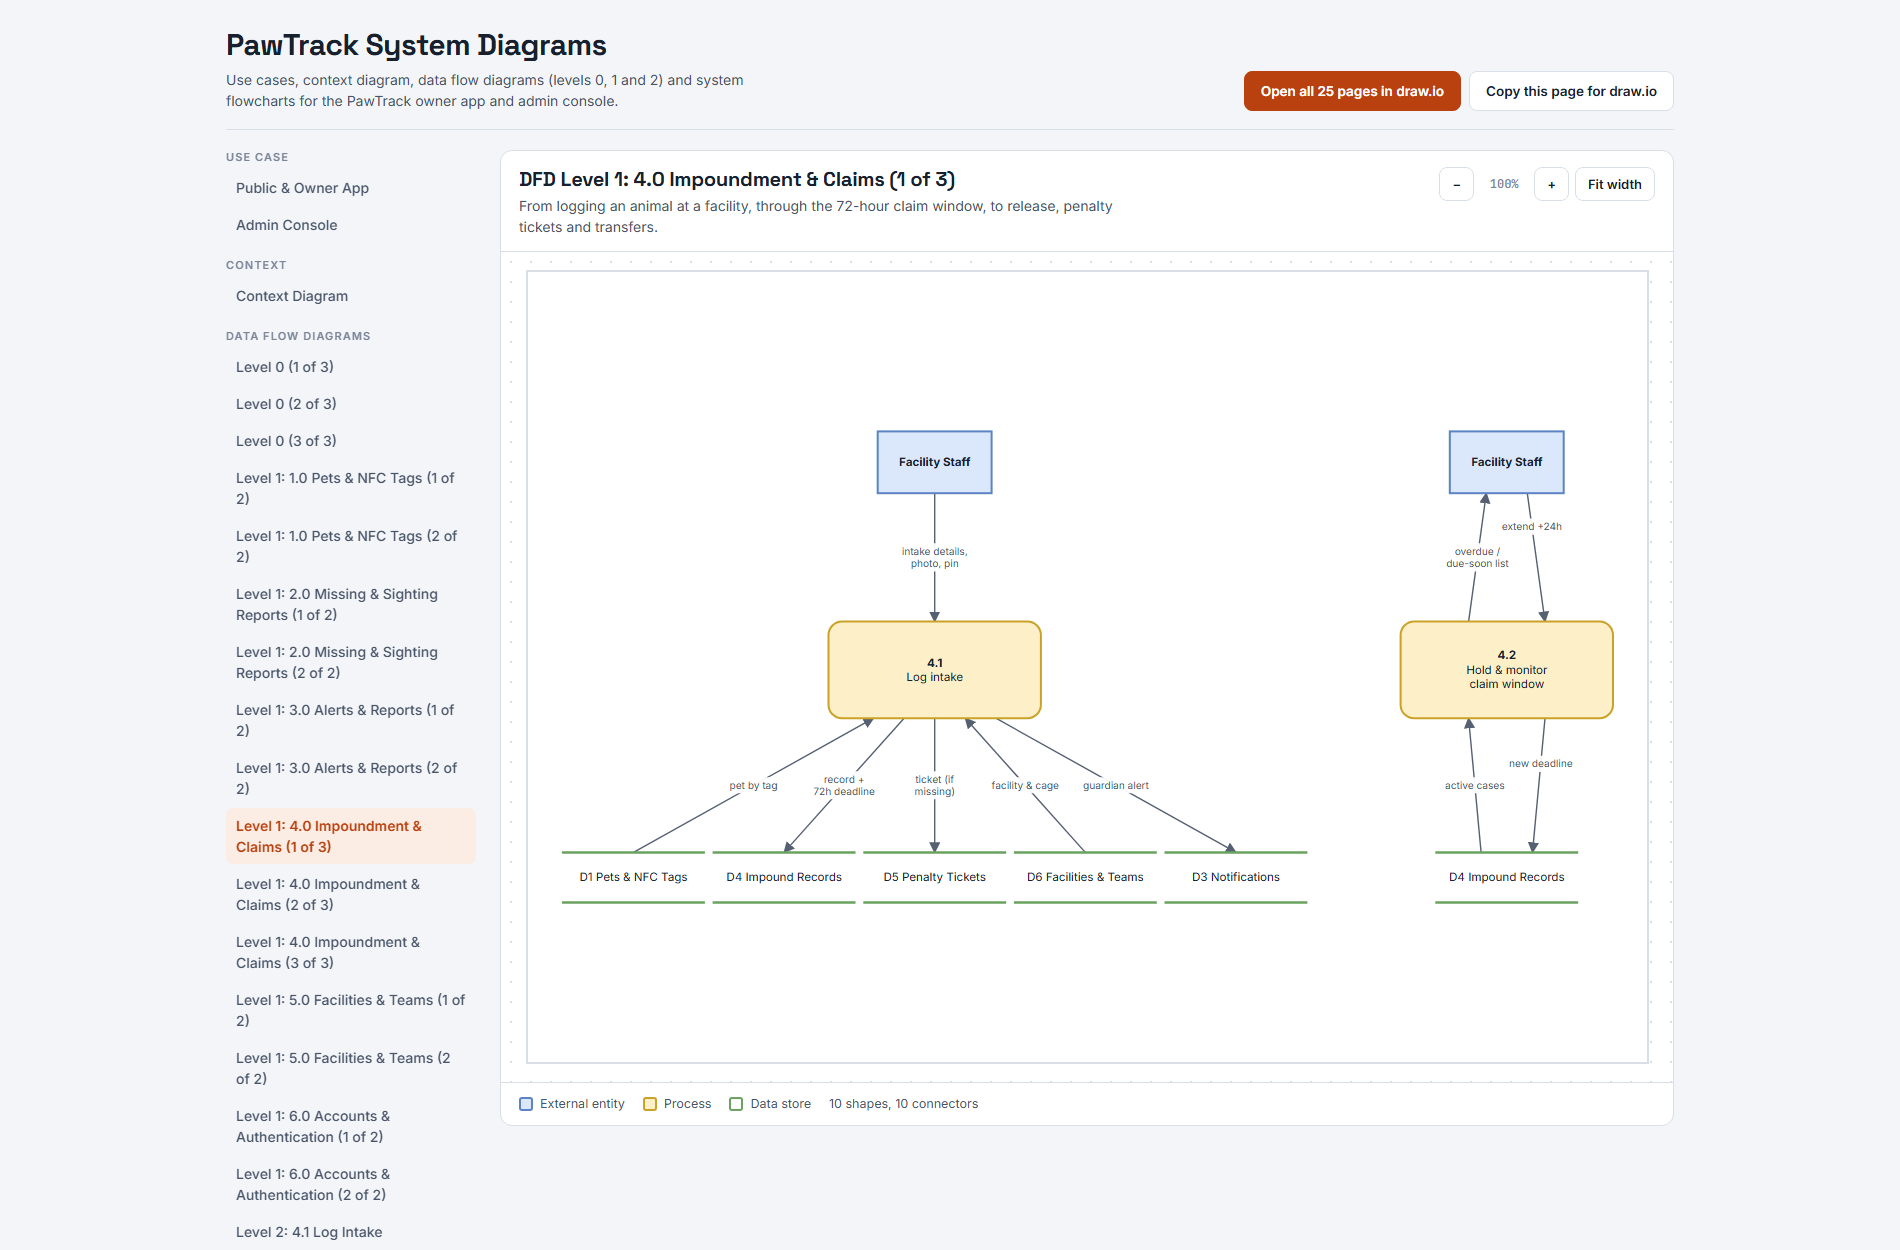 PawTrack System Diagrams
Use cases, context diagram, data flow diagrams (levels 0, 1 and 2) and system
flowcharts for the PawTrack owner app and admin console.
Open all 25 pages in draw.io
Copy this page for draw.io
USE CASE
Public & Owner App
Admin Console
CONTEXT
Context Diagram
DATA FLOW DIAGRAMS
Level 0 (1 of 3)
Level 0 (2 of 3)
Level 0 (3 of 3)
Level 1: 1.0 Pets & NFC Tags (1 of
2)
Level 1: 1.0 Pets & NFC Tags (2 of
2)
Level 1: 2.0 Missing & Sighting
Reports (1 of 2)
Level 1: 2.0 Missing & Sighting
Reports (2 of 2)
Level 1: 3.0 Alerts & Reports (1 of
2)
Level 1: 3.0 Alerts & Reports (2 of
2)
Level 1: 4.0 Impoundment &
Claims (1 of 3)
Level 1: 4.0 Impoundment &
Claims (2 of 3)
Level 1: 4.0 Impoundment &
Claims (3 of 3)
Level 1: 5.0 Facilities & Teams (1 of
2)
Level 1: 5.0 Facilities & Teams (2
of 2)
Level 1: 6.0 Accounts &
Authentication (1 of 2)
Level 1: 6.0 Accounts &
Authentication (2 of 2)
Level 2: 4.1 Log Intake
DFD Level 1: 4.0 Impoundment & Claims (1 of 3)
From logging an animal at a facility, through the 72-hour claim window, to release, penalty
tickets and transfers.
−
100%
+
Fit width
Facility Staff
intake details,
photo, pin
4.1
Log intake
pet by tag
record +
72h deadline
ticket (if
missing)
facility & cage
guardian alert
D1 Pets & NFC Tags
D4 Impound Records
D5 Penalty Tickets
D6 Facilities & Teams
D3 Notifications
Facility Staff
extend +24h
overdue /
due-soon list
4.2
Hold & monitor
claim window
new deadline
active cases
D4 Impound Records
External entity
Process
Data store
10 shapes, 10 connectors